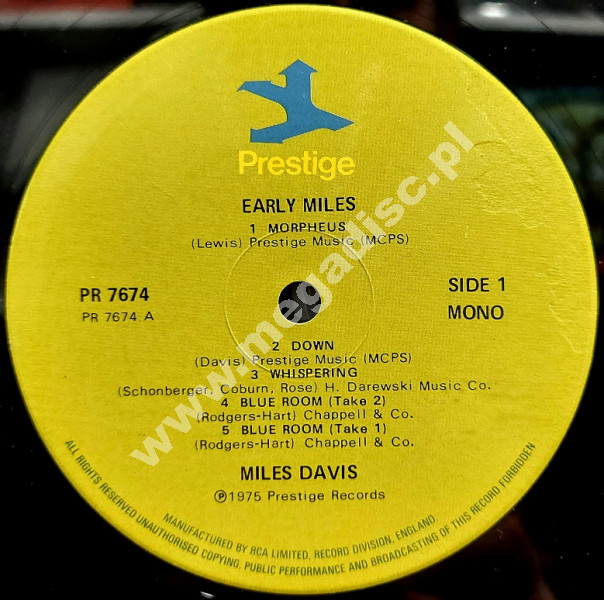 Prestige
EARLY MILES
1 MORPHEUS
(Lewis) Prestige Music (MCPS)
PR 7674
PR 7674 A
SIDE 1
MONO
2 DOWN
(Davis) Prestige Music (MCPS)
3 WHISPERING
(Schonberger, Coburn, Rose) H. Darewski Music Co.
4 BLUE ROOM (Take 2)
(Rodgers-Hart) Chappell & Co.
5 BLUE ROOM (Take 1)
(Rodgers-Hart) Chappell & Co.
MILES DAVIS
℗1975 Prestige Records
MANUFACTURED BY RCA LIMITED, RECORD DIVISION, ENGLAND
ALL RIGHTS RESERVED UNAUTHORISED COPYING, PUBLIC PERFORMANCE AND BROADCASTING OF THIS RECORD FORBIDDEN
www.megadisc.pl